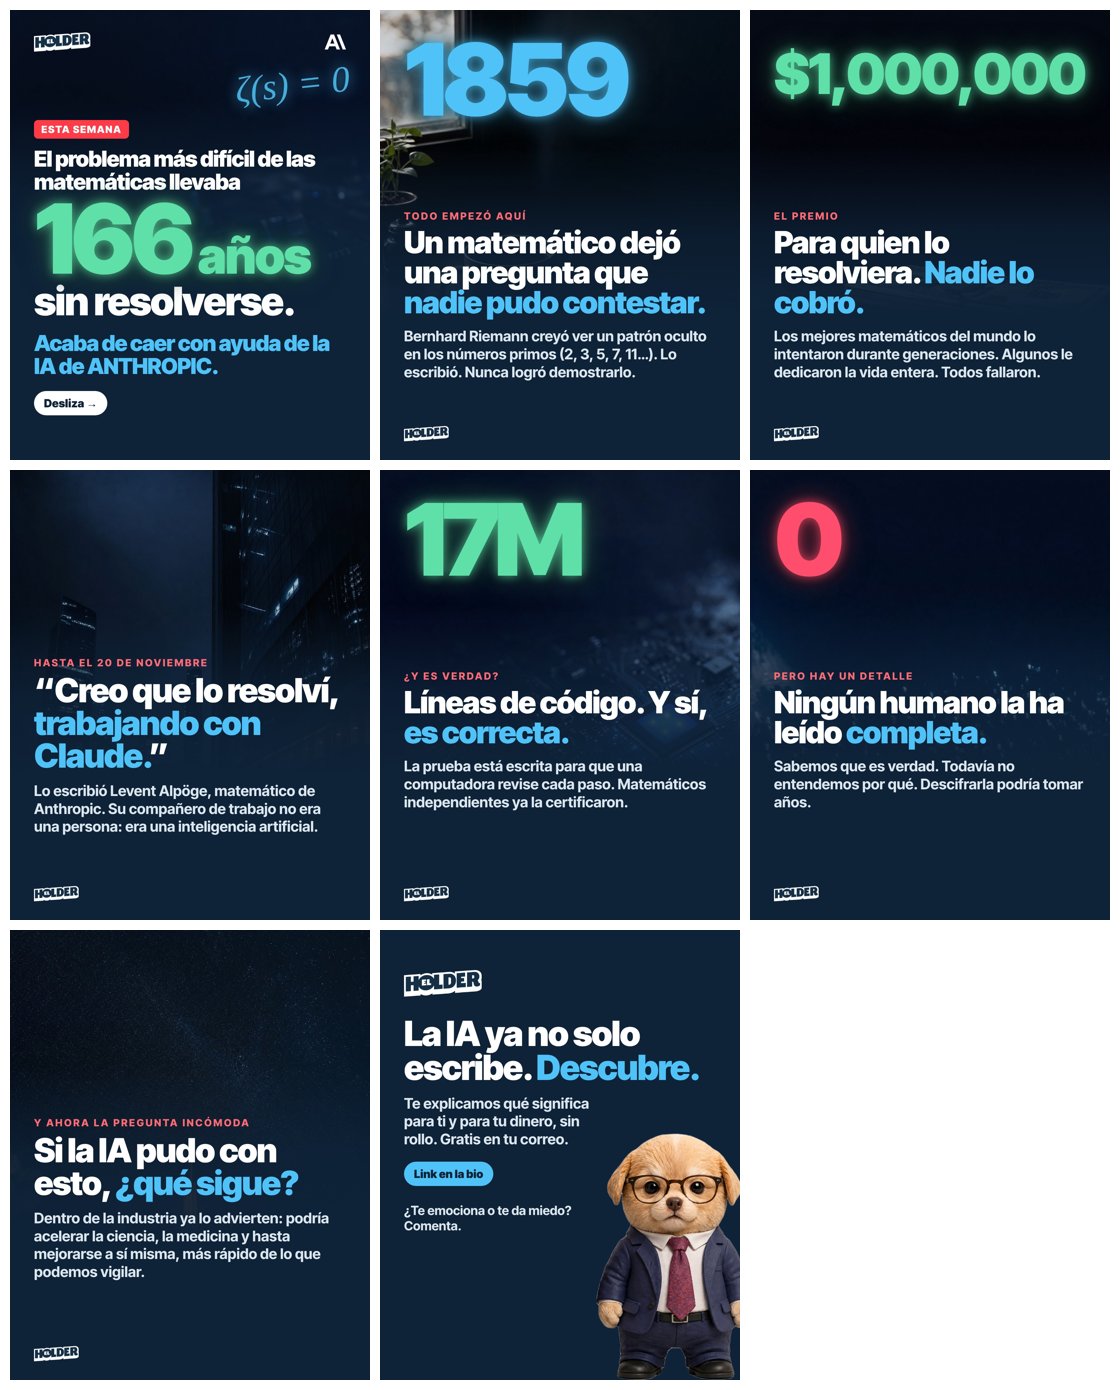 HOLDER
A\
ζ(s) = 0
ESTA SEMANA
El problema más difícil de las
matemáticas llevaba
166 años
sin resolverse.
Acaba de caer con ayuda de la
IA de ANTHROPIC.
Desliza →
1859
TODO EMPEZÓ AQUÍ
Un matemático dejó
una pregunta que
nadie pudo contestar.
Bernhard Riemann creyó ver un patrón oculto
en los números primos (2, 3, 5, 7, 11...). Lo
escribió. Nunca logró demostrarlo.
HOLDER
$1,000,000
EL PREMIO
Para quien lo
resolviera. Nadie lo
cobró.
Los mejores matemáticos del mundo lo
intentaron durante generaciones. Algunos le
dedicaron la vida entera. Todos fallaron.
HOLDER
HASTA EL 20 DE NOVIEMBRE
“Creo que lo resolví,
trabajando con
Claude.”
Lo escribió Levent Alpöge, matemático de
Anthropic. Su compañero de trabajo no era
una persona: era una inteligencia artificial.
HOLDER
17M
¿Y ES VERDAD?
Líneas de código. Y sí,
es correcta.
La prueba está escrita para que una
computadora revise cada paso. Matemáticos
independientes ya la certificaron.
HOLDER
0
PERO HAY UN DETALLE
Ningún humano la ha
leído completa.
Sabemos que es verdad. Todavía no
entendemos por qué. Descifrarla podría tomar
años.
HOLDER
Y AHORA LA PREGUNTA INCÓMODA
Si la IA pudo con
esto, ¿qué sigue?
Dentro de la industria ya lo advierten: podría
acelerar la ciencia, la medicina y hasta
mejorarse a sí misma, más rápido de lo que
podemos vigilar.
HOLDER
HOLDER
La IA ya no solo
escribe. Descubre.
Te explicamos qué significa
para ti y para tu dinero, sin
rollo. Gratis en tu correo.
Link en la bio
¿Te emociona o te da miedo?
Comenta.